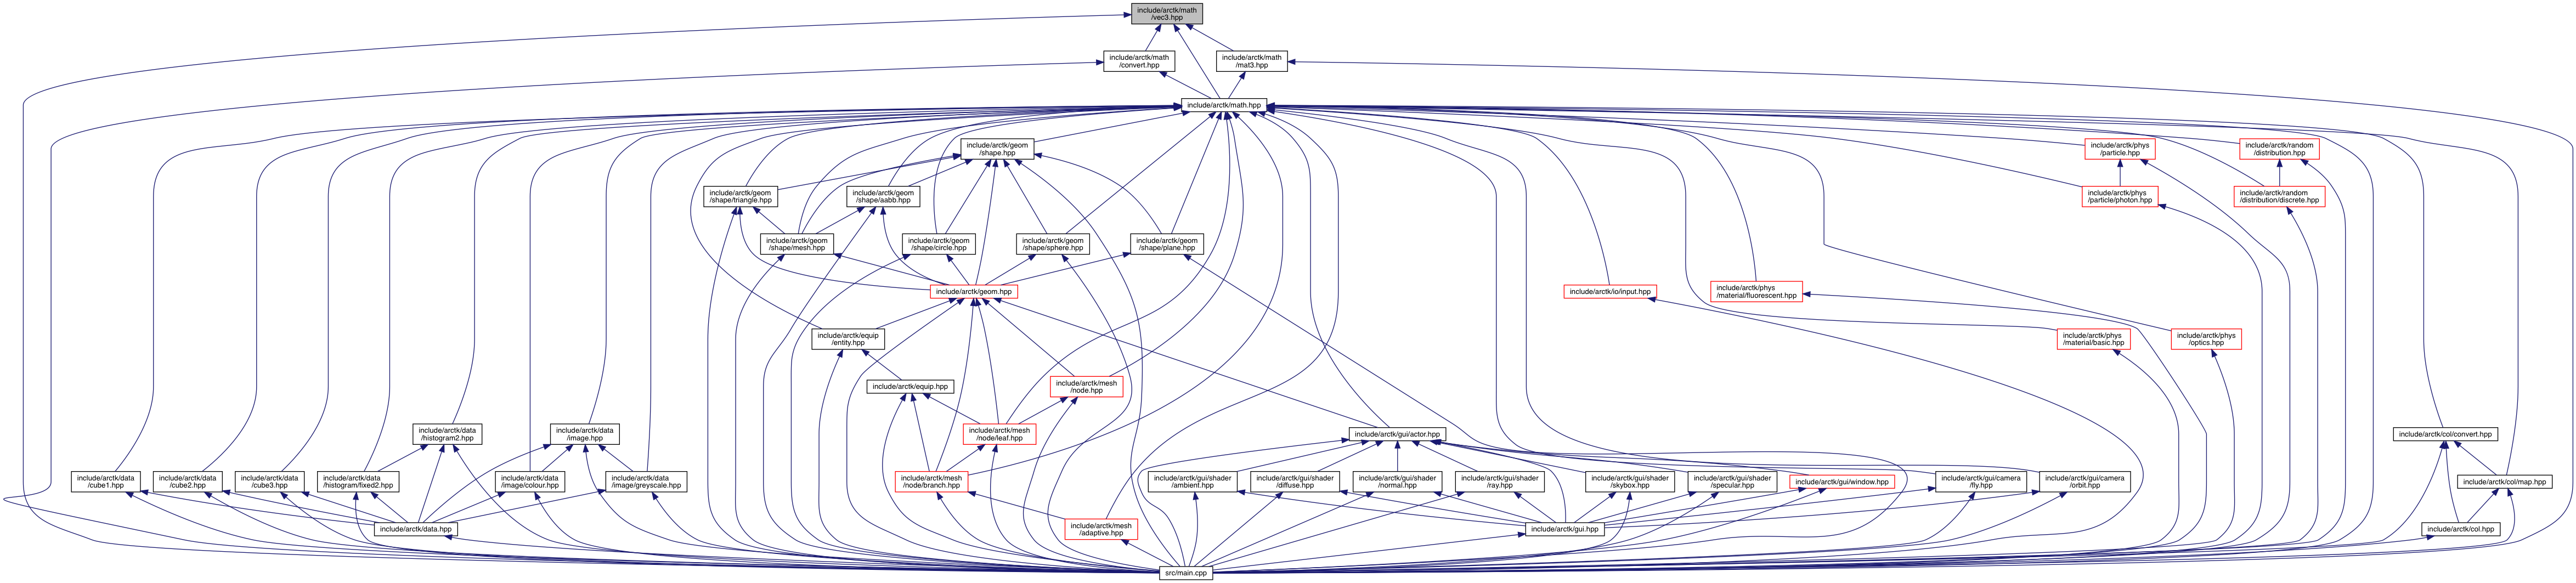 include/arctk/math
/vec3.hpp
include/arctk/math
/convert.hpp
include/arctk/math
/mat3.hpp
include/arctk/math.hpp
include/arctk/geom
/shape.hpp
include/arctk/phys
/particle.hpp
include/arctk/random
/distribution.hpp
include/arctk/geom
/shape/triangle.hpp
include/arctk/geom
/shape/aabb.hpp
include/arctk/phys
/particle/photon.hpp
include/arctk/random
/distribution/discrete.hpp
include/arctk/geom
/shape/mesh.hpp
include/arctk/geom
/shape/circle.hpp
include/arctk/geom
/shape/sphere.hpp
include/arctk/geom
/shape/plane.hpp
include/arctk/geom.hpp
include/arctk/io/input.hpp
include/arctk/phys
/material/fluorescent.hpp
include/arctk/equip
/entity.hpp
include/arctk/phys
/material/basic.hpp
include/arctk/phys
/optics.hpp
include/arctk/equip.hpp
include/arctk/mesh
/node.hpp
include/arctk/data
/histogram2.hpp
include/arctk/data
/image.hpp
include/arctk/mesh
/node/leaf.hpp
include/arctk/gui/actor.hpp
include/arctk/col/convert.hpp
include/arctk/data
/cube1.hpp
include/arctk/data
/cube2.hpp
include/arctk/data
/cube3.hpp
include/arctk/data
/histogram/fixed2.hpp
include/arctk/data
/image/colour.hpp
include/arctk/data
/image/greyscale.hpp
include/arctk/mesh
/node/branch.hpp
include/arctk/gui/shader
/ambient.hpp
include/arctk/gui/shader
/diffuse.hpp
include/arctk/gui/shader
/normal.hpp
include/arctk/gui/shader
/ray.hpp
include/arctk/gui/shader
/skybox.hpp
include/arctk/gui/shader
/specular.hpp
include/arctk/gui/window.hpp
include/arctk/gui/camera
/fly.hpp
include/arctk/gui/camera
/orbit.hpp
include/arctk/col/map.hpp
include/arctk/data.hpp
include/arctk/mesh
/adaptive.hpp
include/arctk/gui.hpp
include/arctk/col.hpp
src/main.cpp